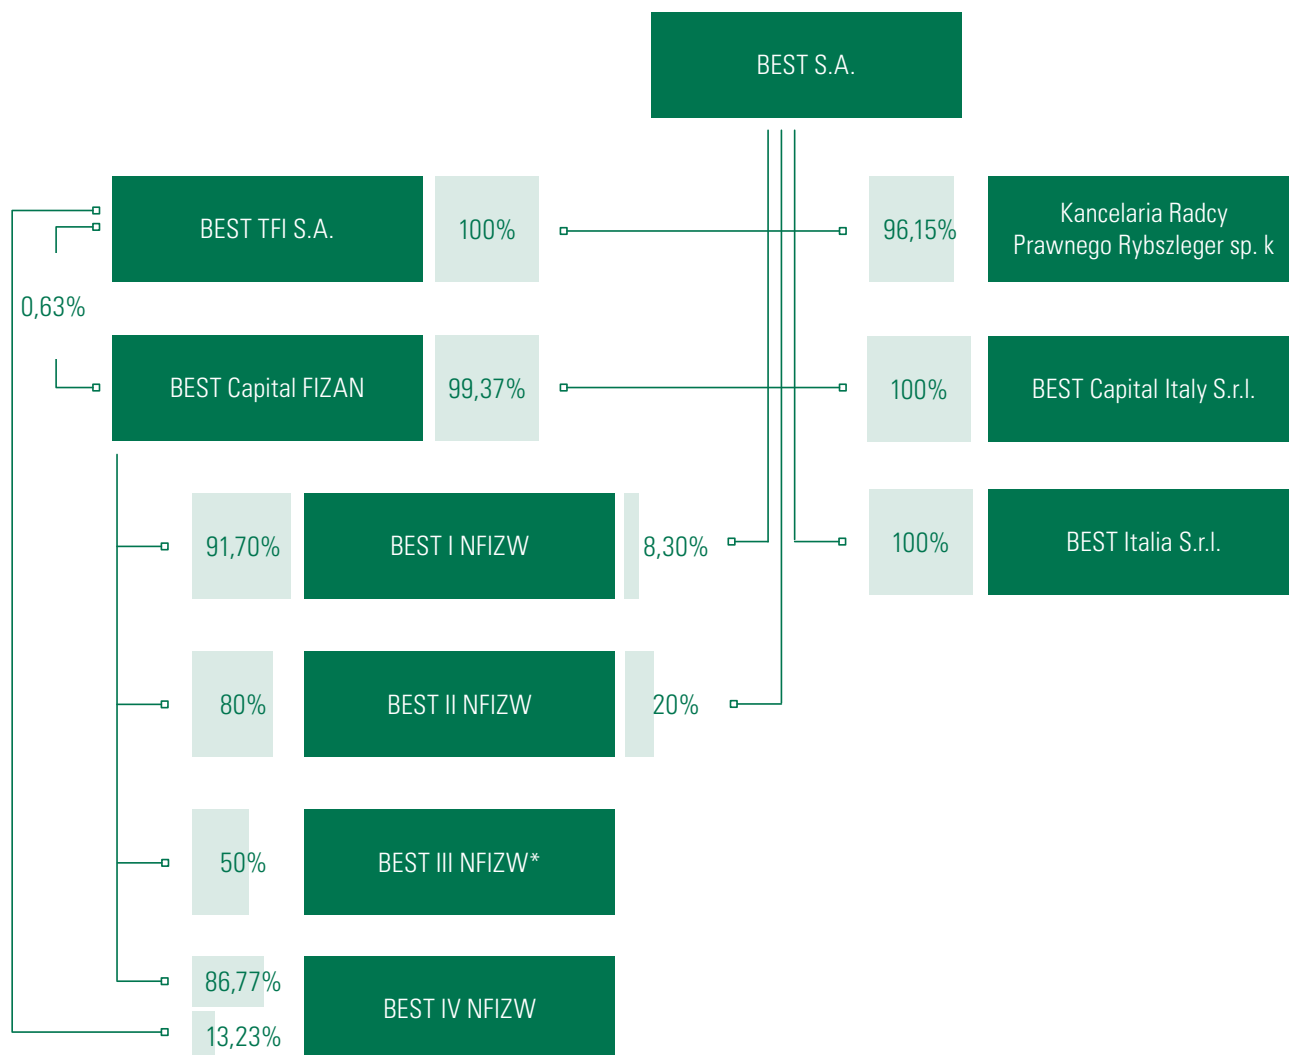 BEST S.A.
BEST TFI S.A.
100%
96,15%
Kancelaria Radcy
Prawnego Rybszleger sp. k
0,63%
BEST Capital FIZAN
99,37%
100%
BEST Capital Italy S.r.l.
91,70%
BEST I NFIZW
8,30%
100%
BEST Italia S.r.l.
80%
BEST II NFIZW
20%
50%
BEST III NFIZW*
86,77%
BEST IV NFIZW
13,23%